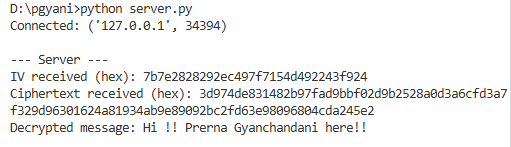 D:\pgyani>python server.py
Connected: ('127.0.0.1', 34394)
--- Server ---
IV received (hex): 7b7e2828292ec497f7154d492243f924
Ciphertext received (hex): 3d974de831482b97fad9bbf02d9b2528a0d3a6cfd3a7
f329d96301624a81934ab9e89092bc2fd63e98096804cda245e2
Decrypted message: Hi !! Prerna Gyanchandani here!!